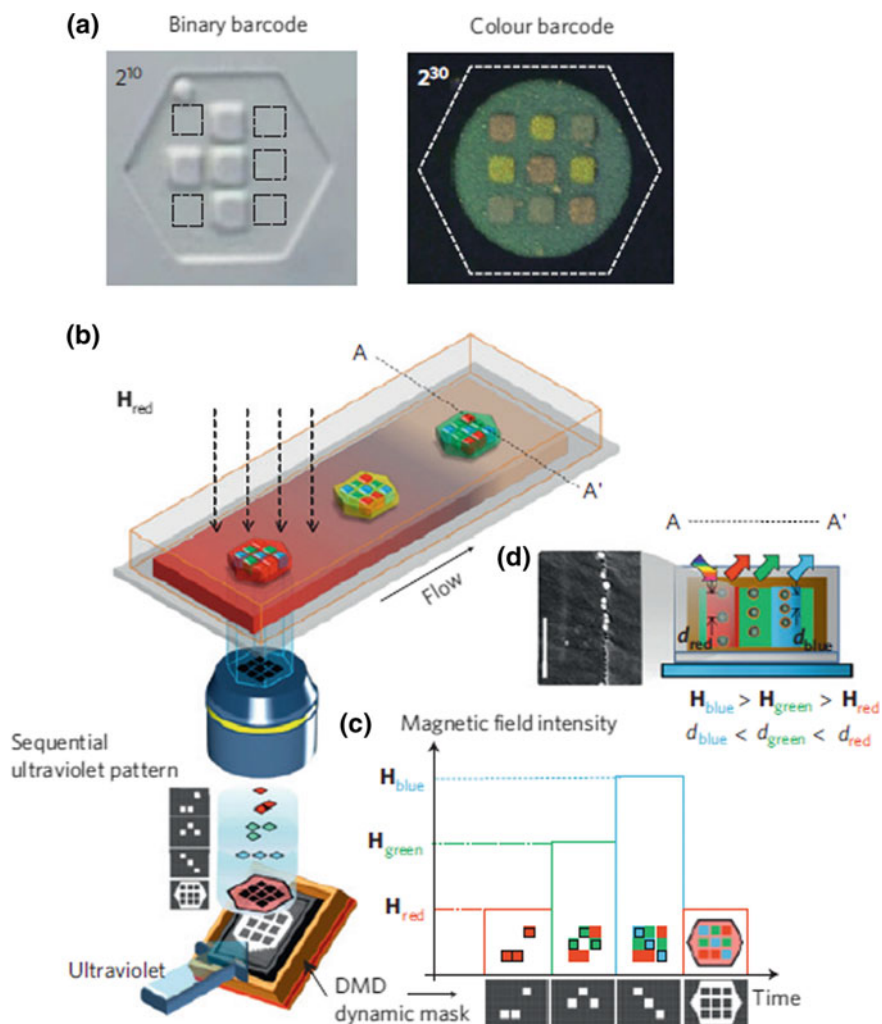 (a)
Binary barcode
Colour barcode
2¹⁰
2³⁰
(b)
A
H_red
A'
Flow
(d)
A
A'
d_red
d_blue
H_blue > H_green > H_red
d_blue < d_green < d_red
Sequential
ultraviolet pattern
(c)
Magnetic field intensity
H_blue
H_green
H_red
Ultraviolet
DMD
dynamic mask
Time